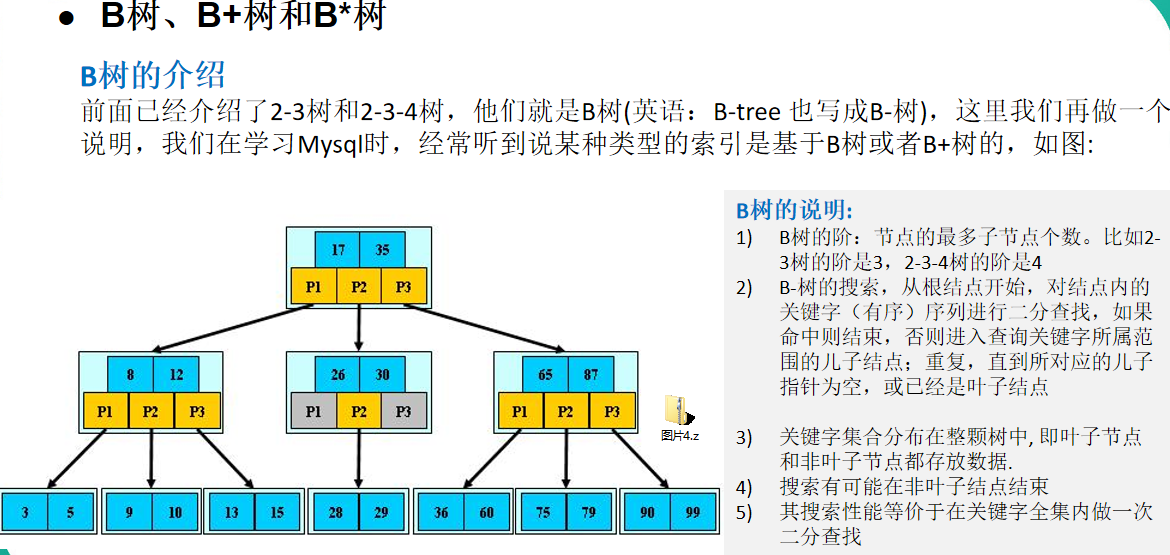 ● B树、B+树和B*树
B树的介绍
前面已经介绍了2-3树和2-3-4树，他们就是B树(英语：B-tree 也写成B-树)，这里我们再做一个
说明，我们在学习Mysql时，经常听到说某种类型的索引是基于B树或者B+树的，如图:
17 35
P1 P2 P3
8 12
P1 P2 P3
26 30
P1 P2 P3
65 87
P1 P2 P3
3 5
9 10
13 15
28 29
36 60
75 79
90 99
图片4.z
B树的说明:
1) B树的阶：节点的最多子节点个数。比如2-
3树的阶是3，2-3-4树的阶是4
2) B-树的搜索，从根结点开始，对结点内的
关键字（有序）序列进行二分查找，如果
命中则结束，否则进入查询关键字所属范
围的儿子结点；重复，直到所对应的儿子
指针为空，或已经是叶子结点
3) 关键字集合分布在整颗树中, 即叶子节点
和非叶子节点都存放数据.
4) 搜索有可能在非叶子结点结束
5) 其搜索性能等价于在关键字全集内做一次
二分查找